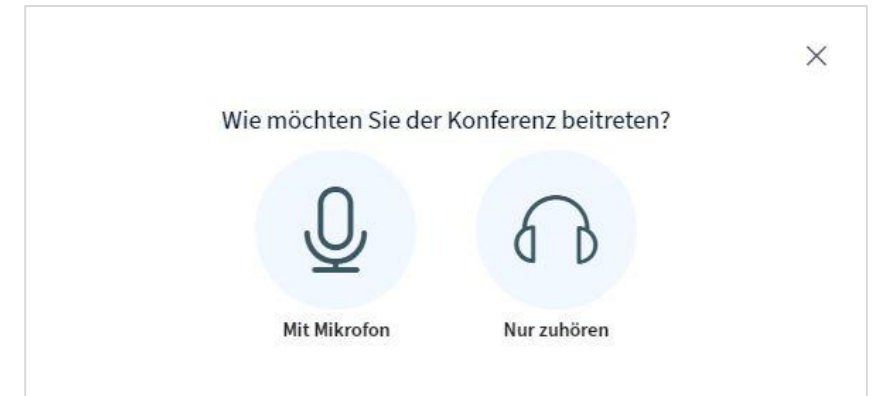 Wie möchten Sie der Konferenz beitreten?
Mit Mikrofon
Nur zuhören